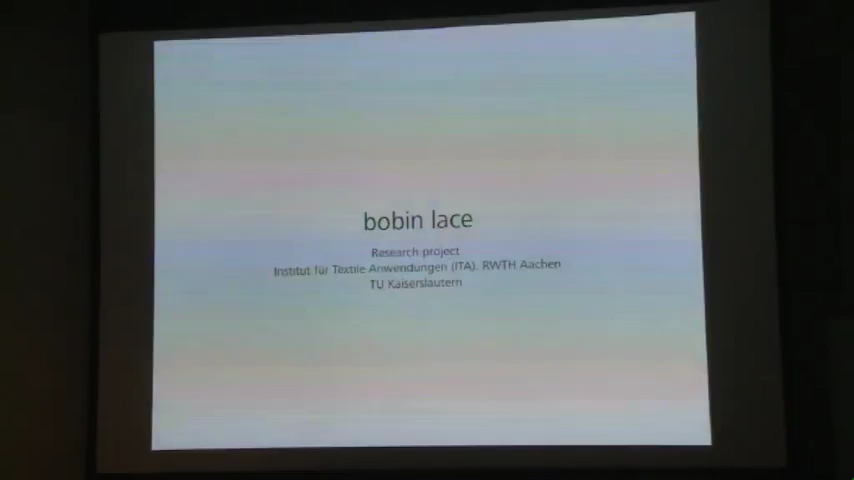 bobin lace
Research project
Institut für Textile Anwendungen (ITA). RWTH Aachen
TU Kaiserslautern